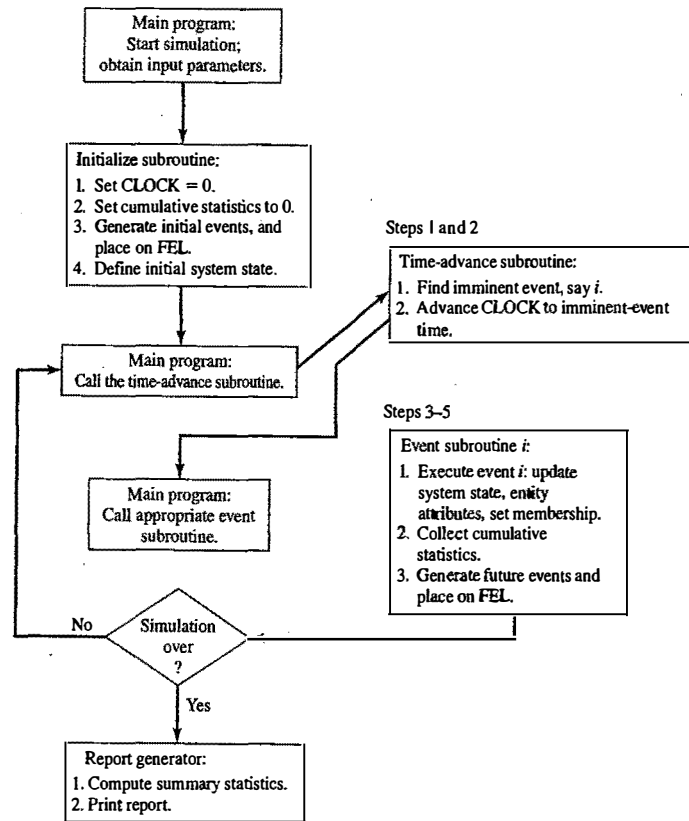 Main program:
Start simulation;
obtain input parameters.
Initialize subroutine:
1. Set CLOCK = 0.
2. Set cumulative statistics to 0.
3. Generate initial events, and
place on FEL.
4. Define initial system state.
Steps 1 and 2
Time-advance subroutine:
1. Find imminent event, say i.
2. Advance CLOCK to imminent-event
time.
Main program:
Call the time-advance subroutine.
Steps 3–5
Event subroutine i:
1. Execute event i: update
system state, entity
attributes, set membership.
2. Collect cumulative
statistics.
3. Generate future events and
place on FEL.
Main program:
Call appropriate event
subroutine.
No
Simulation
over
?
Yes
Report generator:
1. Compute summary statistics.
2. Print report.